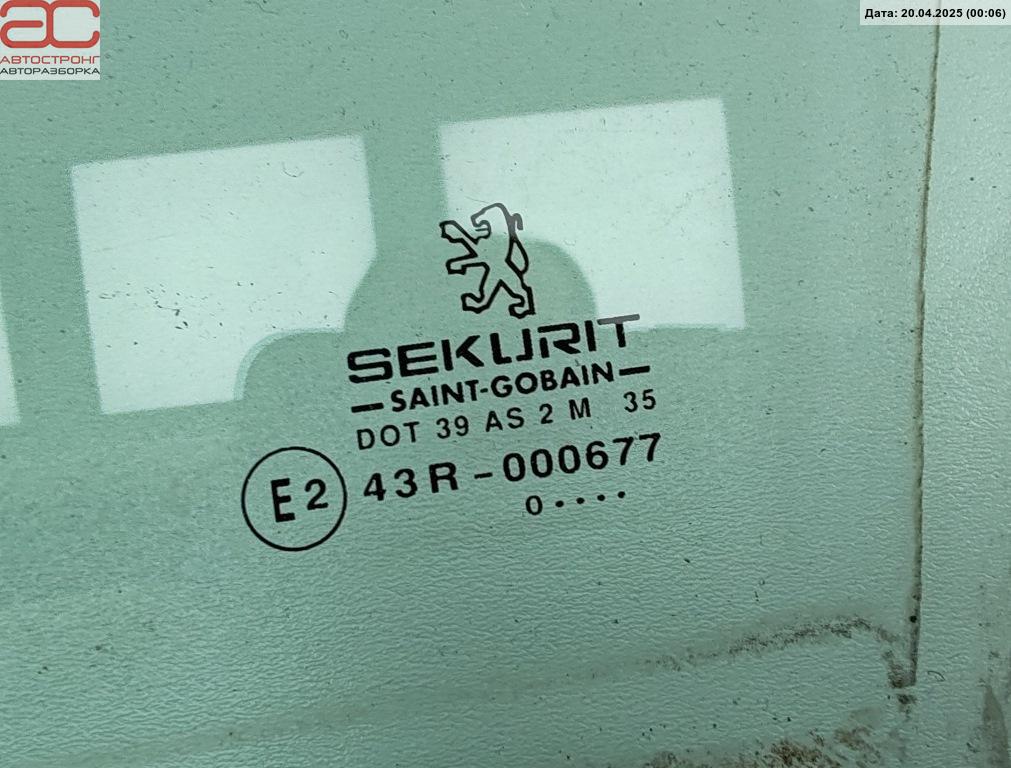 АВТОСТРОНГ
АВТОРАЗБОРКА
Дата: 20.04.2025 (00:06)
SEKURIT
—SAINT-GOBAIN—
DOT 39 AS 2 M 35
E2 43R-000677
0....